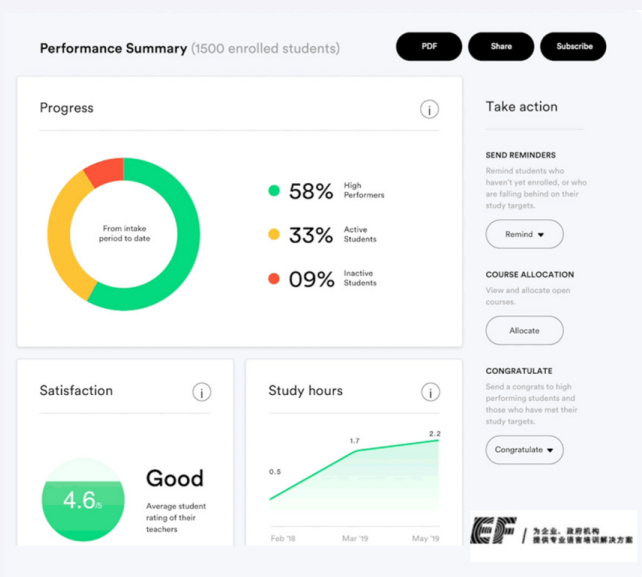 Performance Summary (1500 enrolled students)
PDF
Share
Subscribe
Progress
i
From intake
period to date
58%
High
Performers
33%
Active
Students
09%
Inactive
Students
Satisfaction
i
4.6/5
Good
Average student
rating of their
teachers
Study hours
i
0.5
1.7
2.2
Feb '18
Mar '19
May '19
Take action
SEND REMINDERS
Remind students who
haven't yet enrolled, or who
are falling behind on their
study targets.
Remind
COURSE ALLOCATION
View and allocate open
courses.
Allocate
CONGRATULATE
Send a congrats to high
performing students and
those who have met their
study targets.
Congratulate
EF
为企业、政府机构
提供专业语言培训解决方案